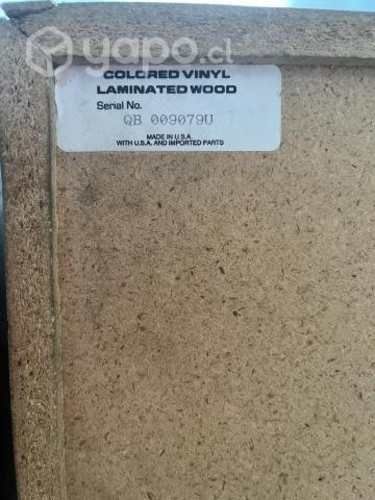 yapo.cl
COLORED VINYL
LAMINATED WOOD
Serial No.
QB 009079U
MADE IN U.S.A.
WITH U.S.A. AND IMPORTED PARTS